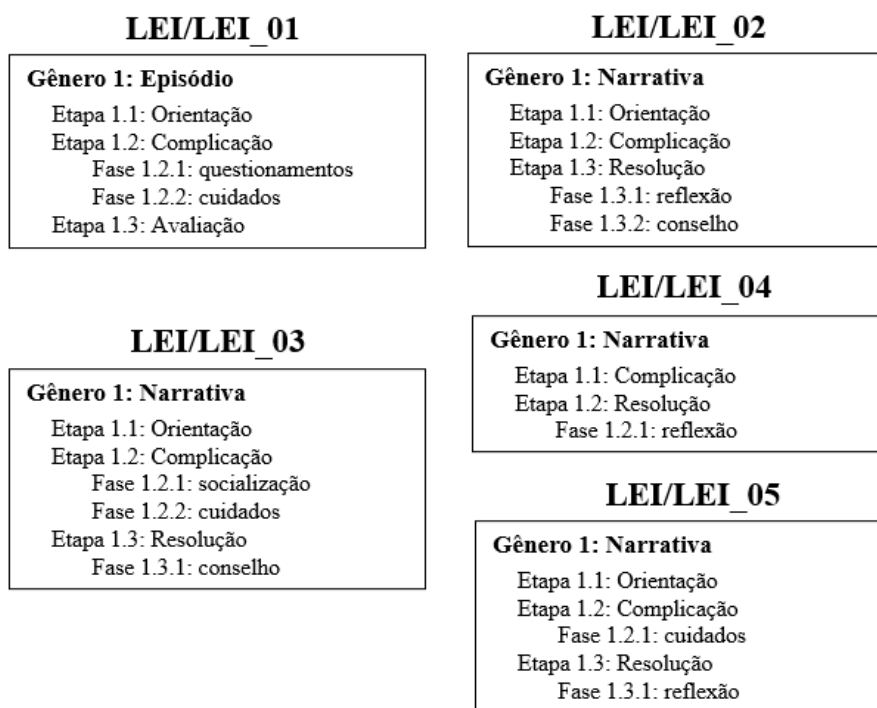 LEI/LEI_01
Gênero 1: Episódio
Etapa 1.1: Orientação
Etapa 1.2: Complicação
Fase 1.2.1: questionamentos
Fase 1.2.2: cuidados
Etapa 1.3: Avaliação
LEI/LEI_02
Gênero 1: Narrativa
Etapa 1.1: Orientação
Etapa 1.2: Complicação
Etapa 1.3: Resolução
Fase 1.3.1: reflexão
Fase 1.3.2: conselho
LEI/LEI_03
Gênero 1: Narrativa
Etapa 1.1: Orientação
Etapa 1.2: Complicação
Fase 1.2.1: socialização
Fase 1.2.2: cuidados
Etapa 1.3: Resolução
Fase 1.3.1: conselho
LEI/LEI_04
Gênero 1: Narrativa
Etapa 1.1: Complicação
Etapa 1.2: Resolução
Fase 1.2.1: reflexão
LEI/LEI_05
Gênero 1: Narrativa
Etapa 1.1: Orientação
Etapa 1.2: Complicação
Fase 1.2.1: cuidados
Etapa 1.3: Resolução
Fase 1.3.1: reflexão